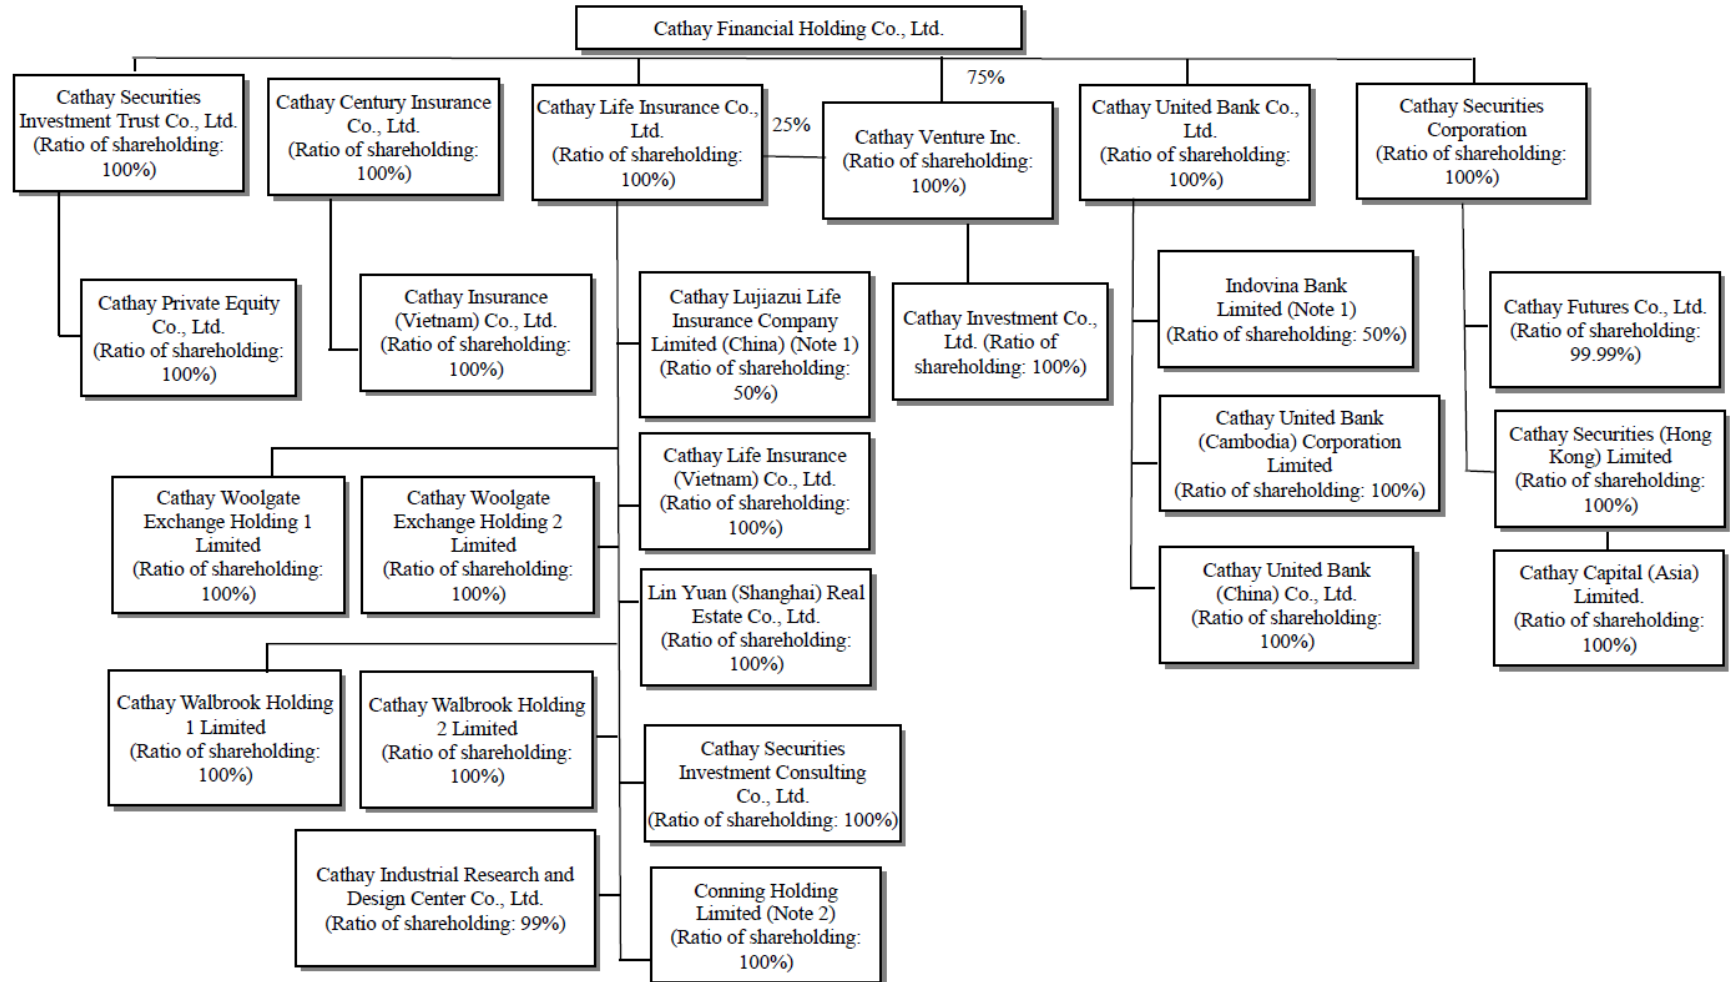 Cathay Financial Holding Co., Ltd.
75%
25%
Cathay Securities
Investment Trust Co., Ltd.
(Ratio of shareholding:
100%)
Cathay Century Insurance
Co., Ltd.
(Ratio of shareholding:
100%)
Cathay Life Insurance Co.,
Ltd.
(Ratio of shareholding:
100%)
Cathay Venture Inc.
(Ratio of shareholding:
100%)
Cathay United Bank Co.,
Ltd.
(Ratio of shareholding:
100%)
Cathay Securities
Corporation
(Ratio of shareholding:
100%)
Cathay Private Equity
Co., Ltd.
(Ratio of shareholding:
100%)
Cathay Insurance
(Vietnam) Co., Ltd.
(Ratio of shareholding:
100%)
Cathay Lujiazui Life
Insurance Company
Limited (China) (Note 1)
(Ratio of shareholding:
50%)
Cathay Investment Co.,
Ltd. (Ratio of
shareholding: 100%)
Indovina Bank
Limited (Note 1)
(Ratio of shareholding: 50%)
Cathay Futures Co., Ltd.
(Ratio of shareholding:
99.99%)
Cathay Woolgate
Exchange Holding 1
Limited
(Ratio of shareholding:
100%)
Cathay Woolgate
Exchange Holding 2
Limited
(Ratio of shareholding:
100%)
Cathay Life Insurance
(Vietnam) Co., Ltd.
(Ratio of shareholding:
100%)
Cathay United Bank
(Cambodia) Corporation
Limited
(Ratio of shareholding: 100%)
Cathay Securities (Hong
Kong) Limited
(Ratio of shareholding:
100%)
Lin Yuan (Shanghai) Real
Estate Co., Ltd.
(Ratio of shareholding:
100%)
Cathay United Bank
(China) Co., Ltd.
(Ratio of shareholding:
100%)
Cathay Capital (Asia)
Limited.
(Ratio of shareholding:
100%)
Cathay Walbrook Holding
1 Limited
(Ratio of shareholding:
100%)
Cathay Walbrook Holding
2 Limited
(Ratio of shareholding:
100%)
Cathay Securities
Investment Consulting
Co., Ltd.
(Ratio of shareholding: 100%)
Cathay Industrial Research and
Design Center Co., Ltd.
(Ratio of shareholding: 99%)
Conning Holding
Limited (Note 2)
(Ratio of shareholding:
100%)